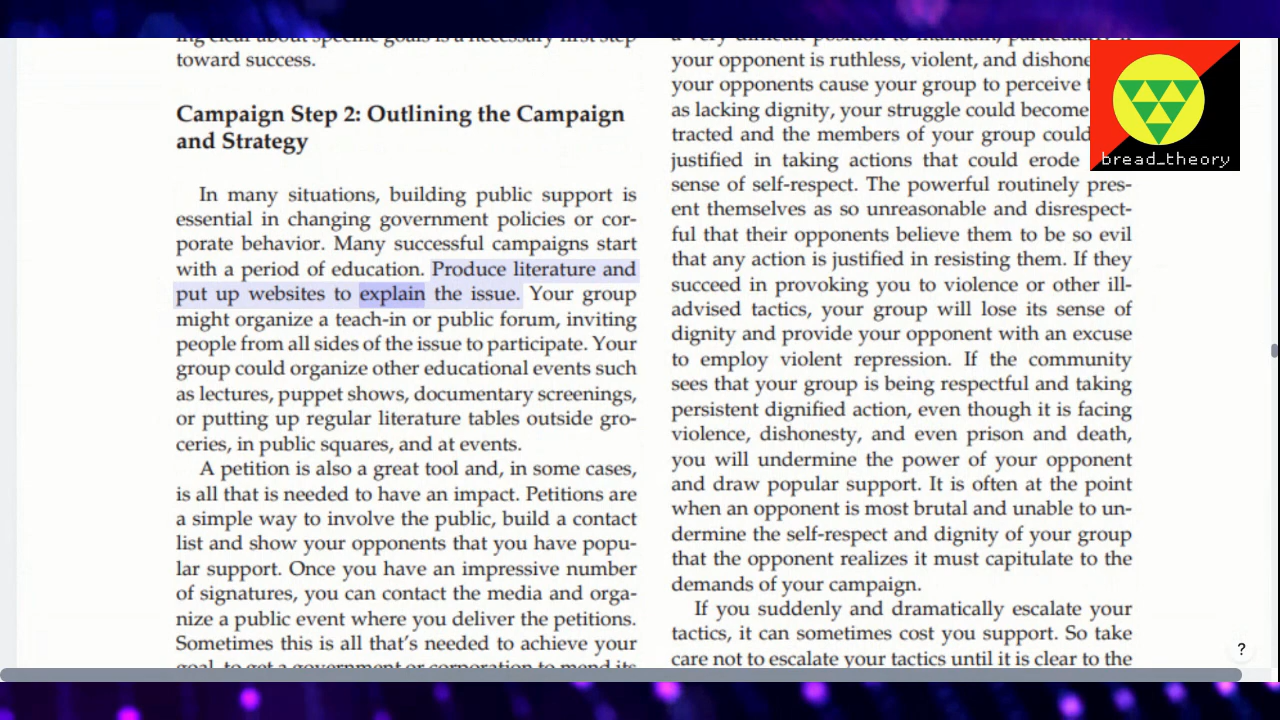 ing clear about specific goals is a necessary first step
toward success.
Campaign Step 2: Outlining the Campaign
and Strategy
In many situations, building public support is
essential in changing government policies or cor-
porate behavior. Many successful campaigns start
with a period of education. Produce literature and
put up websites to explain the issue. Your group
might organize a teach-in or public forum, inviting
people from all sides of the issue to participate. Your
group could organize other educational events such
as lectures, puppet shows, documentary screenings,
or putting up regular literature tables outside gro-
ceries, in public squares, and at events.
A petition is also a great tool and, in some cases,
is all that is needed to have an impact. Petitions are
a simple way to involve the public, build a contact
list and show your opponents that you have popu-
lar support. Once you have an impressive number
of signatures, you can contact the media and orga-
nize a public event where you deliver the petitions.
Sometimes this is all that's needed to achieve your
goal, to get a government or corporation to mend its
a very difficult position to maintain, particularly
your opponent is ruthless, violent, and dishone
your opponents cause your group to perceive
as lacking dignity, your struggle could become
tracted and the members of your group could
justified in taking actions that could erode
sense of self-respect. The powerful routinely pres-
ent themselves as so unreasonable and disrespect-
ful that their opponents believe them to be so evil
that any action is justified in resisting them. If they
succeed in provoking you to violence or other ill-
advised tactics, your group will lose its sense of
dignity and provide your opponent with an excuse
to employ violent repression. If the community
sees that your group is being respectful and taking
persistent dignified action, even though it is facing
violence, dishonesty, and even prison and death,
you will undermine the power of your opponent
and draw popular support. It is often at the point
when an opponent is most brutal and unable to un-
dermine the self-respect and dignity of your group
that the opponent realizes it must capitulate to the
demands of your campaign.
If you suddenly and dramatically escalate your
tactics, it can sometimes cost you support. So take
care not to escalate your tactics until it is clear to the
bread_theory
?